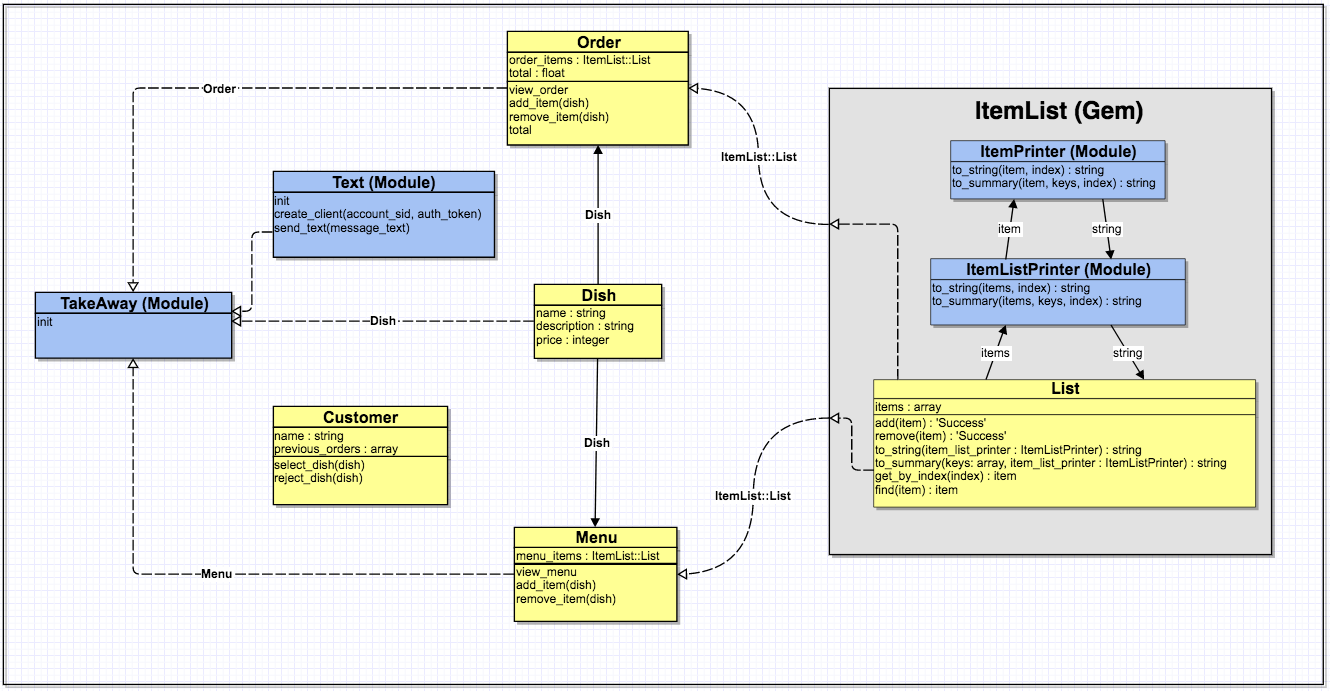 Order
order_items : ItemList::List
total : float
view_order
add_item(dish)
remove_item(dish)
total
Order
ItemList (Gem)
ItemPrinter (Module)
to_string(item, index) : string
to_summary(item, keys, index) : string
ItemList::List
Text (Module)
init
create_client(account_sid, auth_token)
send_text(message_text)
Dish
item
string
ItemListPrinter (Module)
to_string(items, index) : string
to_summary(items, keys, index) : string
TakeAway (Module)
init
Dish
Dish
name : string
description : string
price : integer
items
string
List
items : array
add(item) : 'Success'
remove(item) : 'Success'
to_string(item_list_printer : ItemListPrinter) : string
to_summary(keys: array, item_list_printer : ItemListPrinter) : string
get_by_index(index) : item
find(item) : item
Customer
name : string
previous_orders : array
select_dish(dish)
reject_dish(dish)
Dish
ItemList::List
Menu
menu_items : ItemList::List
view_menu
add_item(dish)
remove_item(dish)
Menu